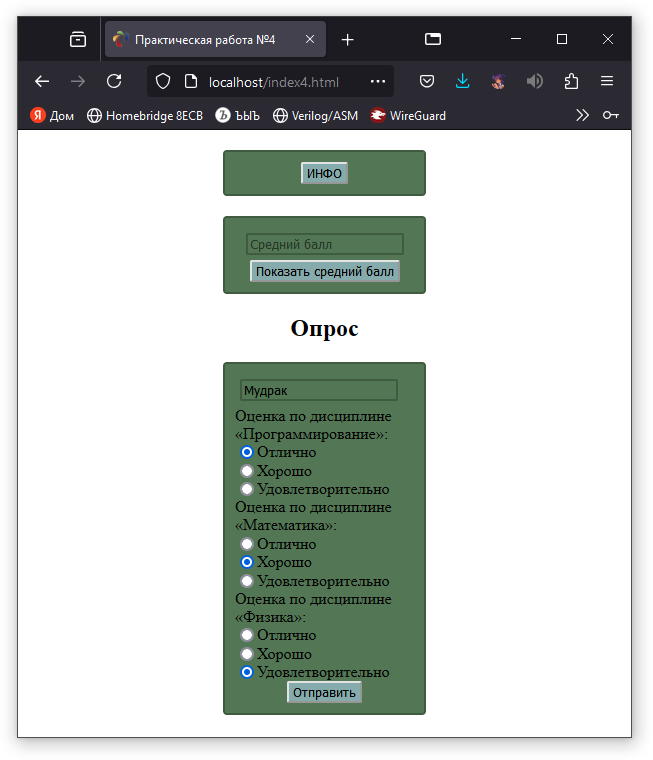 Практическая работа №4
localhost/index4.html
Я Дом Homebridge 8ECB Ъ ЪЫЪ Verilog/ASM WireGuard
ИНФО
Средний балл
Показать средний балл
Опрос
Мудрак
Оценка по дисциплине
«Программирование»:
Отлично
Хорошо
Удовлетворительно
Оценка по дисциплине
«Математика»:
Отлично
Хорошо
Удовлетворительно
Оценка по дисциплине
«Физика»:
Отлично
Хорошо
Удовлетворительно
Отправить